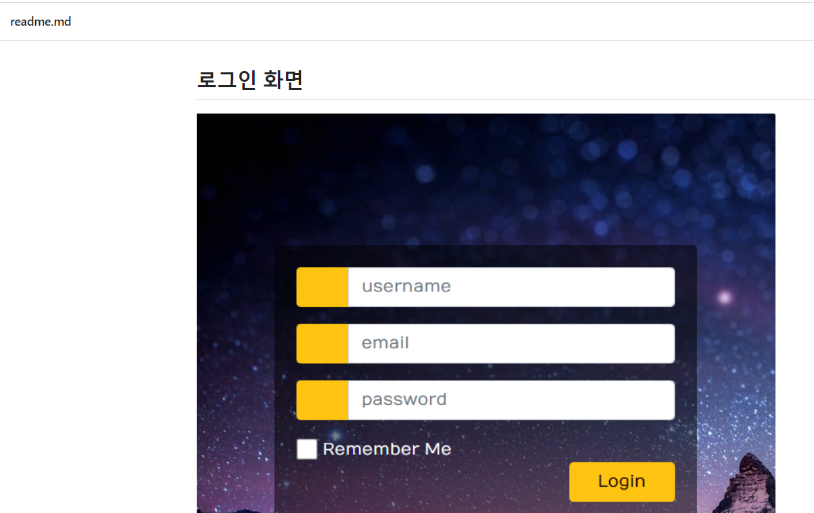 readme.md
로그인 화면
username
email
password
Remember Me
Login